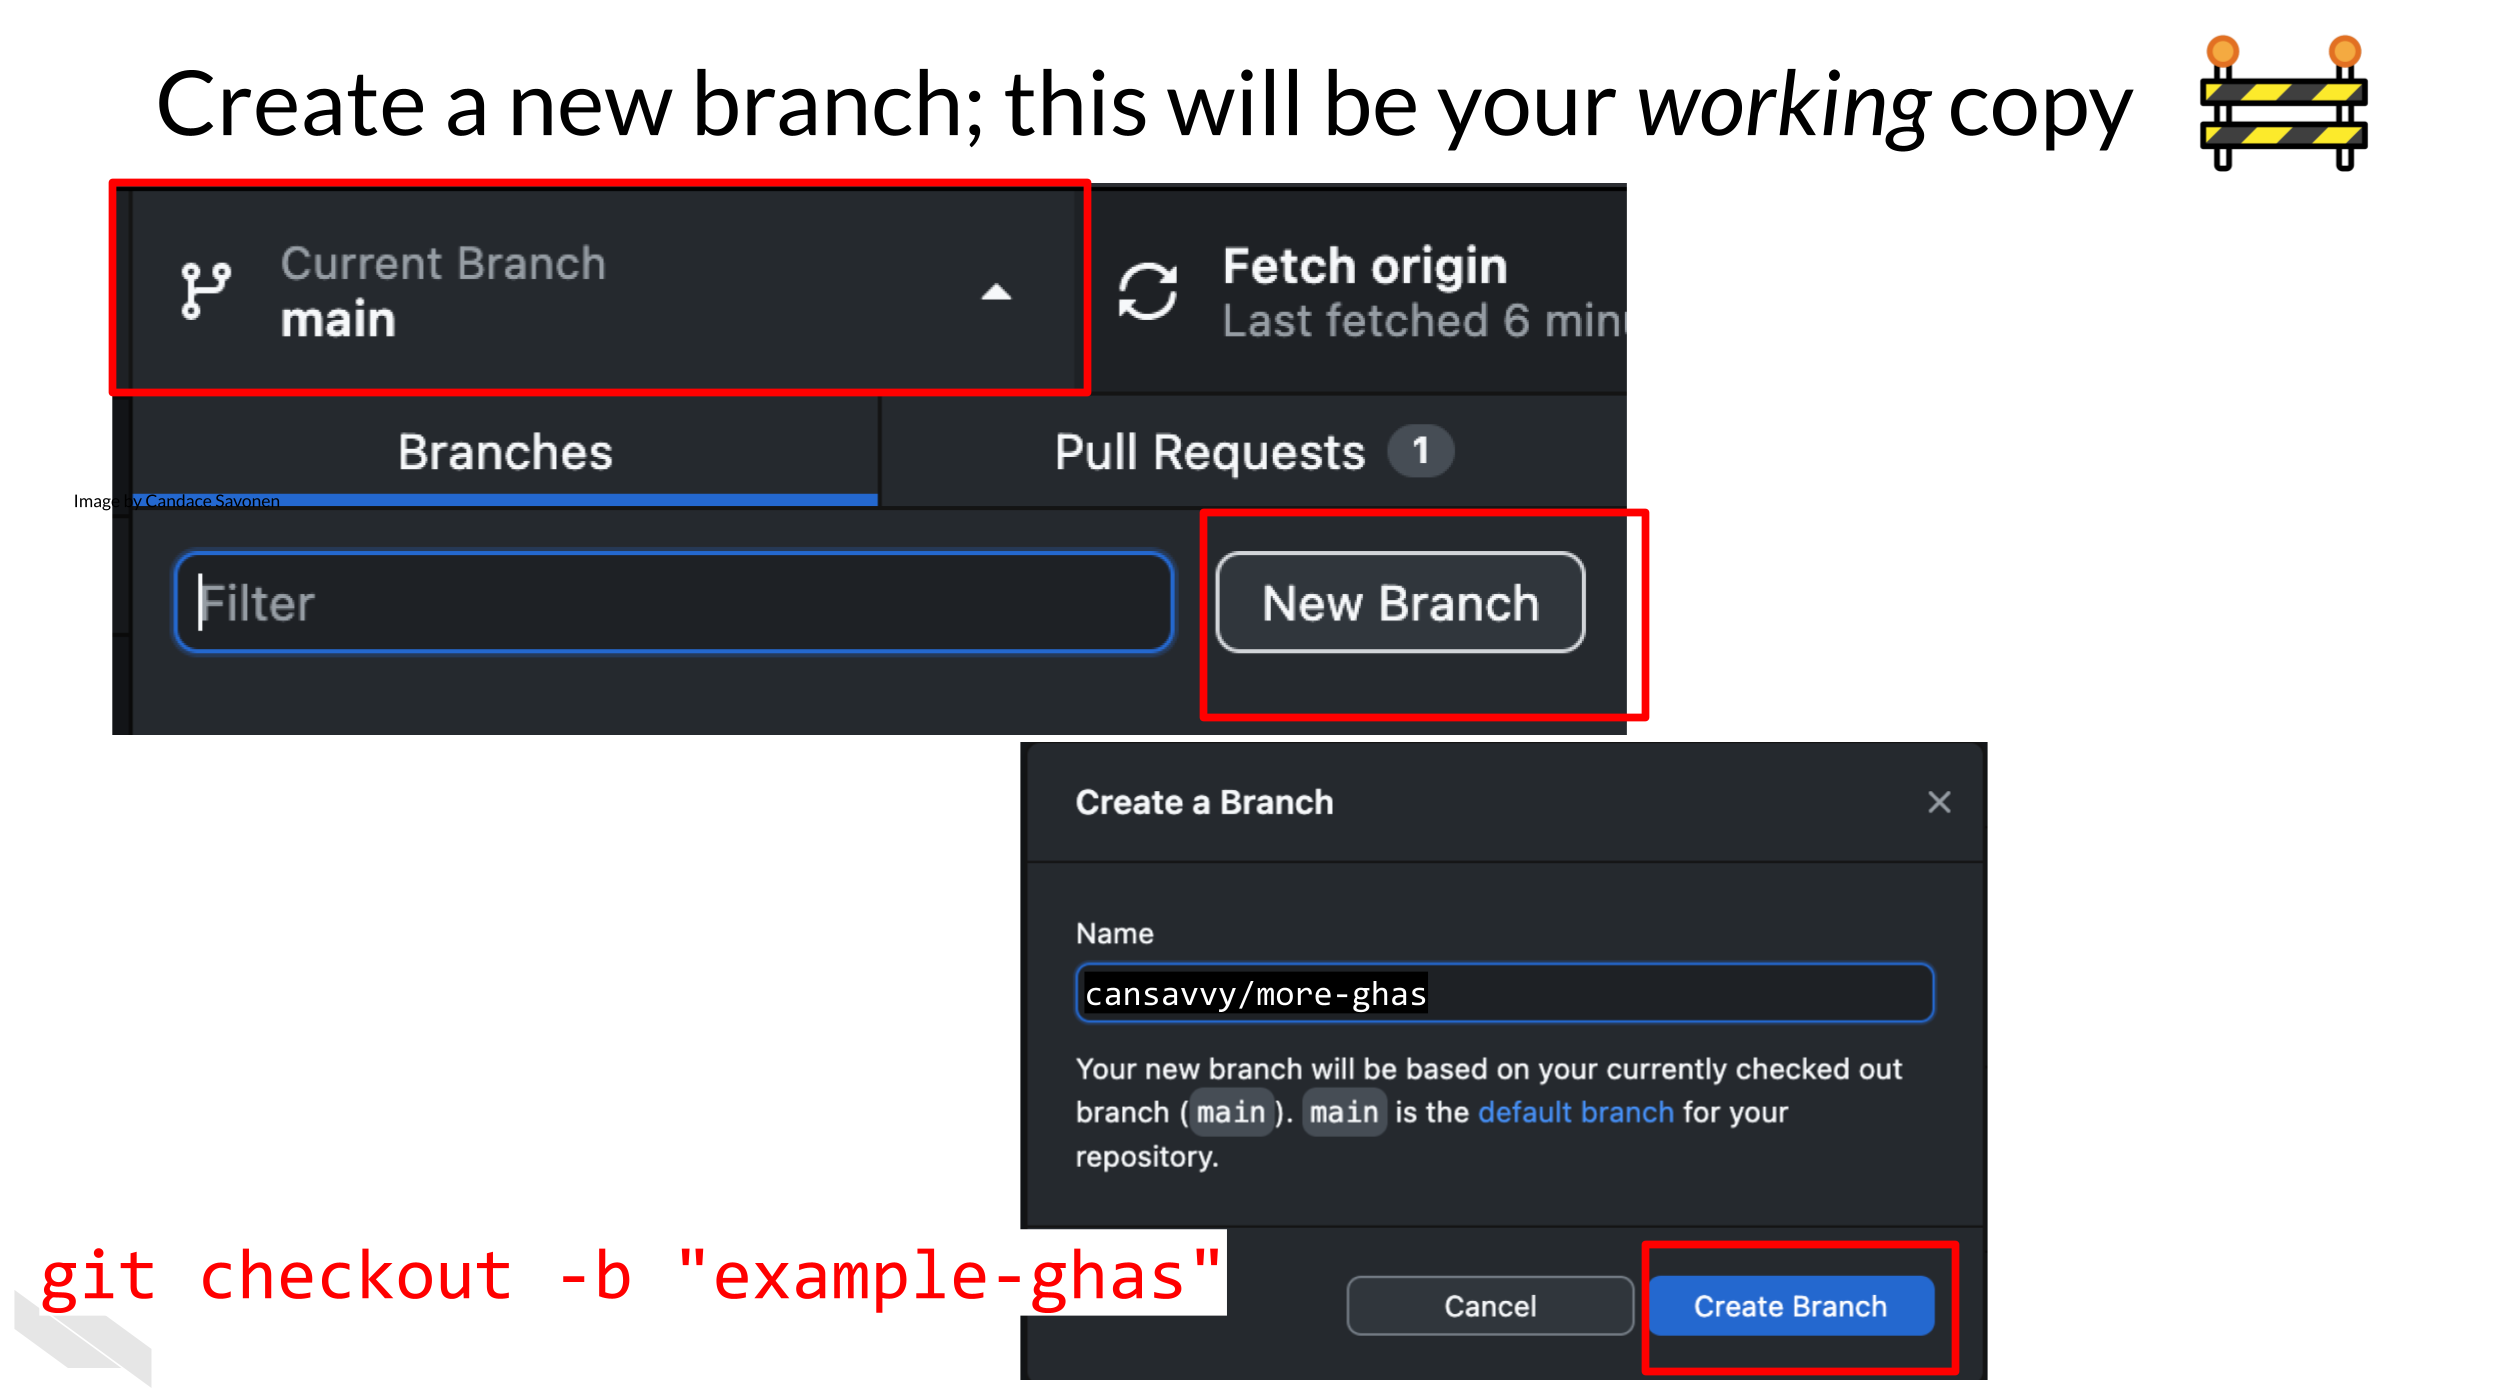 Create a new branch; this will be your working copy
Current Branch
main
Fetch origin
Last fetched 6 min
Branches
Pull Requests 1
Image by Candace Savonen
Filter
New Branch
Create a Branch
Name
cansavvy/more-ghas
Your new branch will be based on your currently checked out
branch (main). main is the default branch for your
repository.
git checkout -b "example-ghas"
Cancel
Create Branch